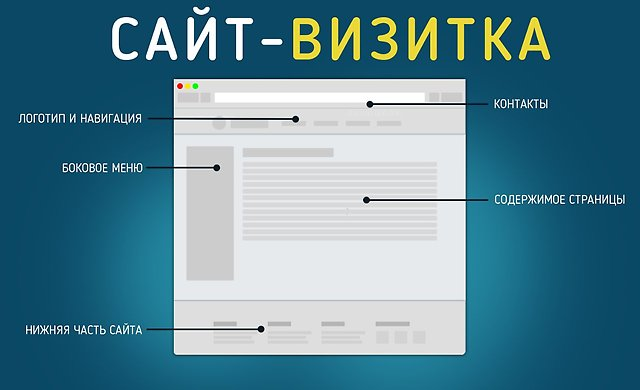 САЙТ-ВИЗИТКА
КОНТАКТЫ
ЛОГОТИП И НАВИГАЦИЯ
БОКОВОЕ МЕНЮ
СОДЕРЖИМОЕ СТРАНИЦЫ
НИЖНЯЯ ЧАСТЬ САЙТА